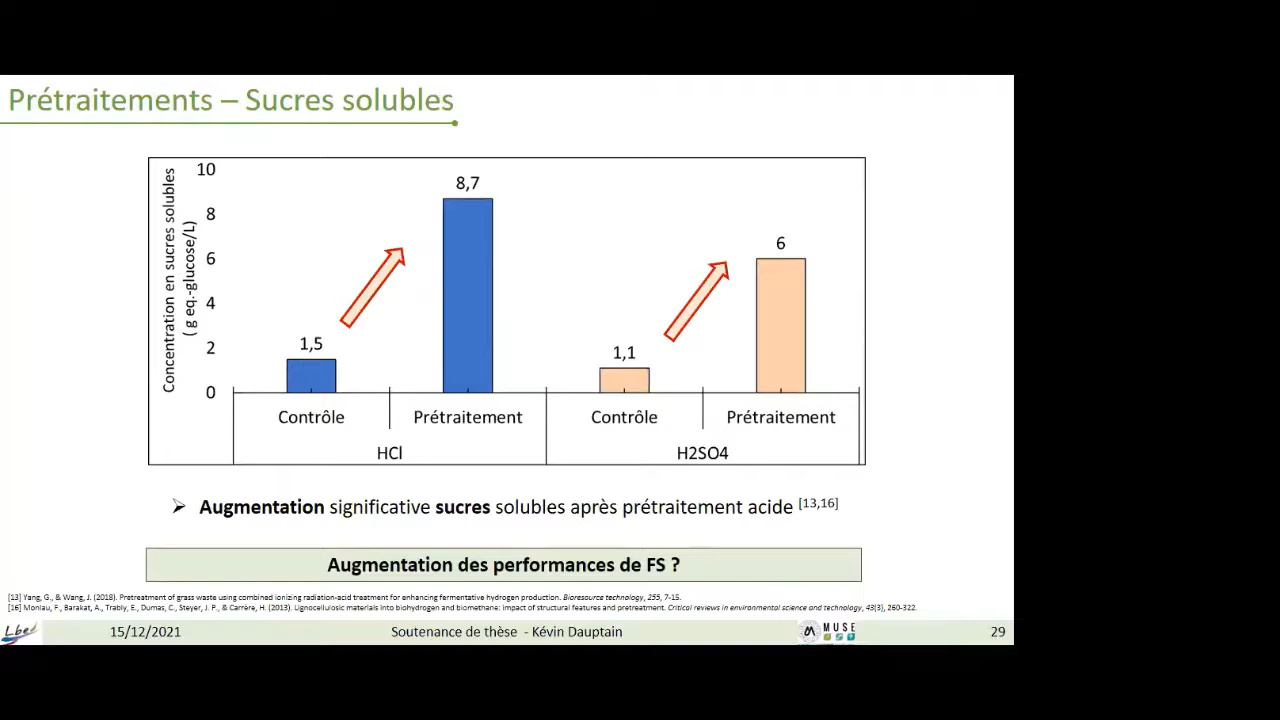 Prétraitements – Sucres solubles
Concentration en sucres solubles
( g eq.-glucose/L)
10
8
6
4
2
0
1,5
8,7
1,1
6
Contrôle
Prétraitement
Contrôle
Prétraitement
HCl
H2SO4
➢ Augmentation significative sucres solubles après prétraitement acide [13,16]
Augmentation des performances de FS ?
[13] Yang, G., & Wang, J. (2018). Pretreatment of grass waste using combined ionizing radiation-acid treatment for enhancing fermentative hydrogen production. Bioresource technology, 255, 7-15.
[16] Monlau, F., Barakat, A., Trably, E., Dumas, C., Steyer, J. P., & Carrère, H. (2013). Lignocellulosic materials into biohydrogen and biomethane: impact of structural features and pretreatment. Critical reviews in environmental science and technology, 43(3), 260-322.
Lbe
15/12/2021
Soutenance de thèse - Kévin Dauptain
MUSE
29